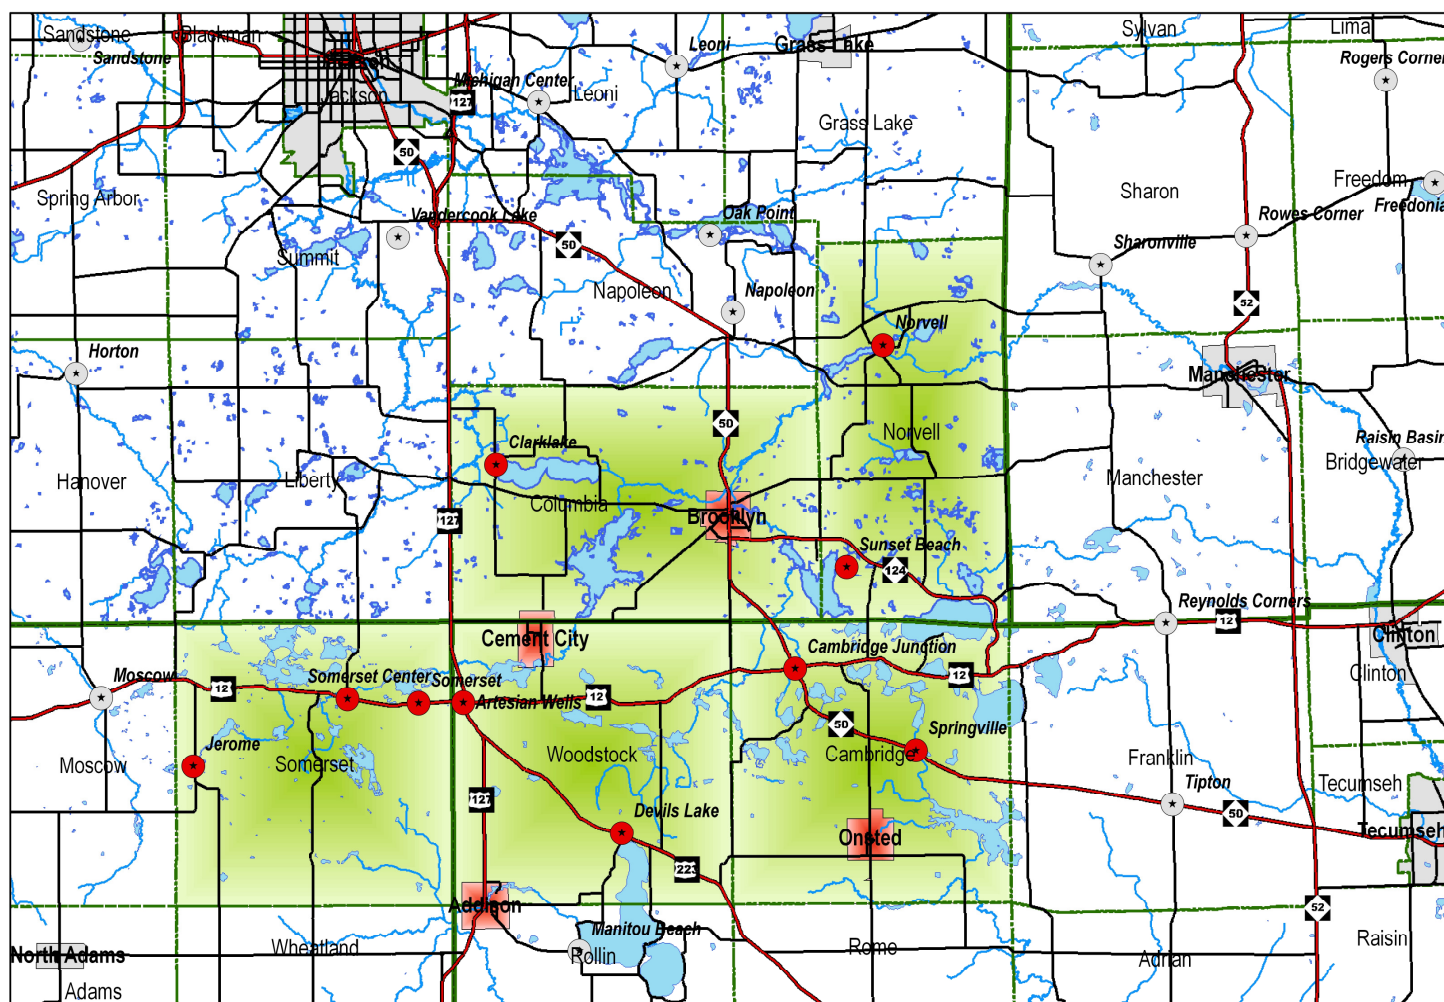 Sandstone
Blackman
Sandstone
Jackson
Michigan Center
Leoni
Leoni
Grass Lake
Grass Lake
Sylvan
Lima
Rogers Corner
127
50
Spring Arbor
Vandercook Lake
Summit
50
Oak Point
Napoleon
Napoleon
Sharon
Freedom
Freedonia
Rowes Corner
Sharonville
52
Horton
Norvell
Manchester
50
Clarklake
Norvell
Raisin Basin
Bridgewater
Hanover
Liberty
Columbia
Manchester
127
Brooklyn
Sunset Beach
124
Reynolds Corners
12
Cement City
Cambridge Junction
Clinton
Clinton
Moscow
12
Somerset Center
Somerset
Artesian Wells
12
12
Jerome
Moscow
Somerset
Woodstock
50
Springville
Cambridge
Franklin
Tipton
Tecumseh
127
Devils Lake
Onsted
50
Tecumseh
223
Addison
52
Manitou Beach
North Adams
Wheatland
Rollin
Rome
Adrian
Raisin
Adams